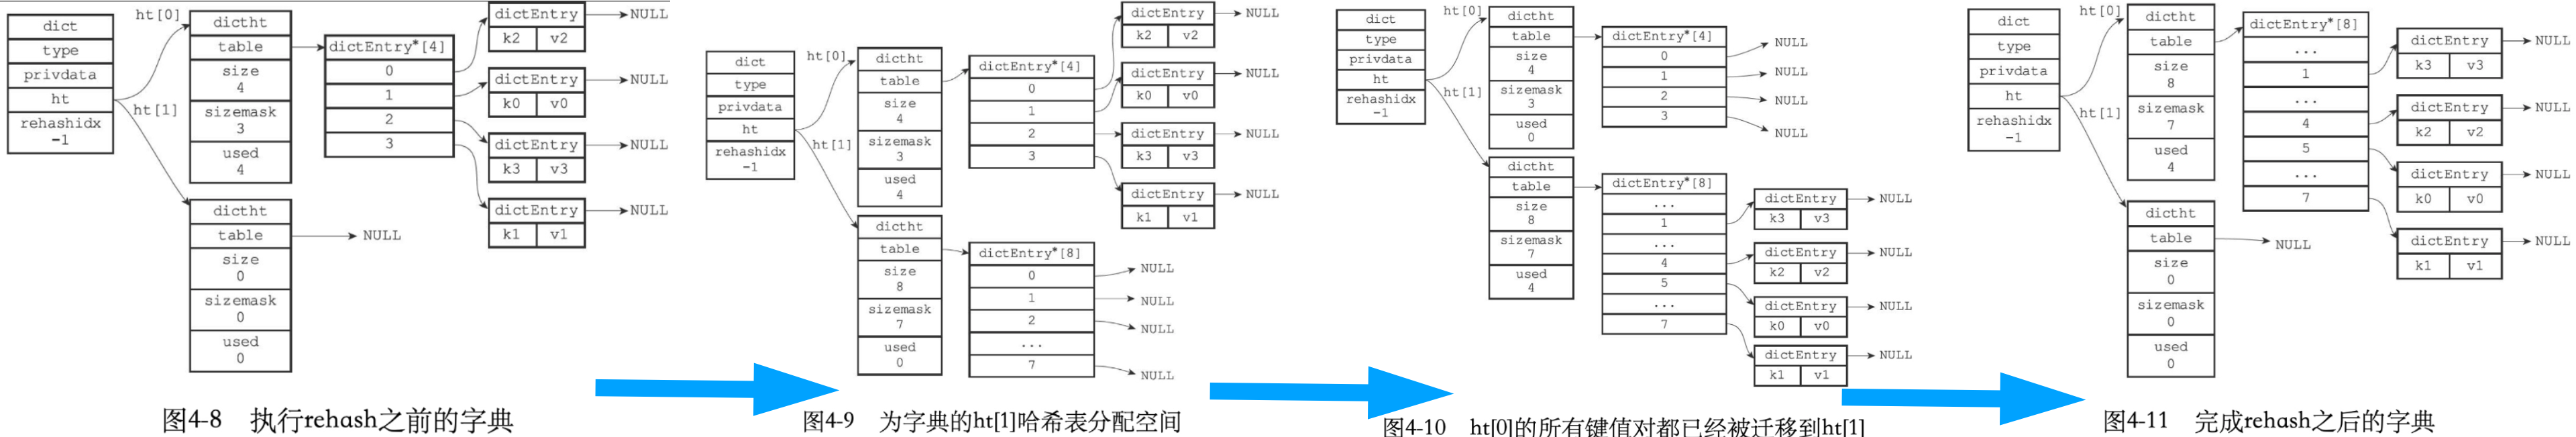 dict
type
privdata
ht
rehashidx
-1
ht[0]
ht[1]
dictht
table
size
4
sizemask
3
used
4
dictht
table
size
0
sizemask
0
used
0
NULL
dictEntry*[4]
0
1
2
3
dictEntry
k2 v2
NULL
dictEntry
k0 v0
NULL
dictEntry
k3 v3
NULL
dictEntry
k1 v1
NULL
图4-8 执行rehash之前的字典
dict
type
privdata
ht
rehashidx
-1
ht[0]
ht[1]
dictht
table
size
4
sizemask
3
used
4
dictht
table
size
8
sizemask
7
used
0
dictEntry*[4]
0
1
2
3
dictEntry
k2 v2
NULL
dictEntry
k0 v0
NULL
dictEntry
k3 v3
NULL
dictEntry
k1 v1
NULL
dictEntry*[8]
0
1
2
...
7
NULL
NULL
NULL
NULL
图4-9 为字典的ht[1]哈希表分配空间
dict
type
privdata
ht
rehashidx
-1
ht[0]
ht[1]
dictht
table
size
4
sizemask
3
used
0
dictht
table
size
8
sizemask
7
used
4
dictEntry*[4]
0
1
2
3
NULL
NULL
NULL
NULL
dictEntry*[8]
...
1
...
4
5
...
7
dictEntry
k3 v3
NULL
dictEntry
k2 v2
NULL
dictEntry
k0 v0
NULL
dictEntry
k1 v1
NULL
图4-10 ht[0]的所有键值对都已经被迁移到ht[1]
dict
type
privdata
ht
rehashidx
-1
ht[0]
ht[1]
dictht
table
size
8
sizemask
7
used
4
dictht
table
size
0
sizemask
0
used
0
NULL
dictEntry*[8]
...
1
...
4
5
...
7
dictEntry
k3 v3
NULL
dictEntry
k2 v2
NULL
dictEntry
k0 v0
NULL
dictEntry
k1 v1
NULL
图4-11 完成rehash之后的字典